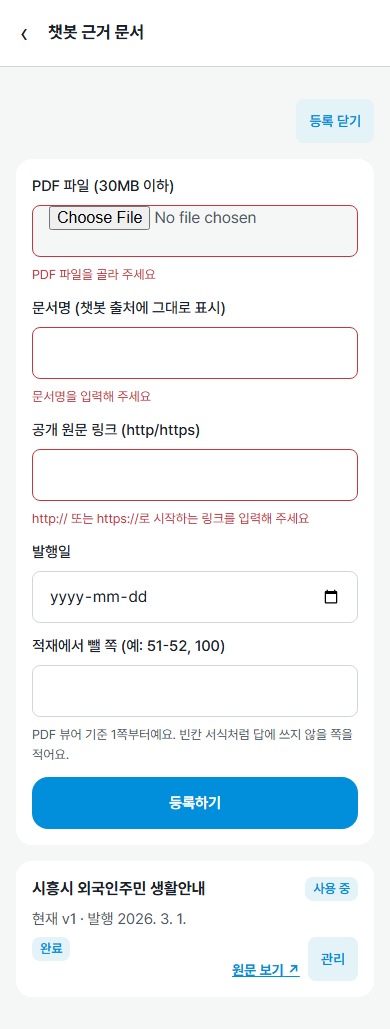 ‹ 챗봇 근거 문서
등록 닫기
PDF 파일 (30MB 이하)
Choose File No file chosen
PDF 파일을 골라 주세요
문서명 (챗봇 출처에 그대로 표시)
문서명을 입력해 주세요
공개 원문 링크 (http/https)
http:// 또는 https://로 시작하는 링크를 입력해 주세요
발행일
yyyy-mm-dd
적재에서 뺄 쪽 (예: 51-52, 100)
PDF 뷰어 기준 1쪽부터예요. 빈칸 서식처럼 답에 쓰지 않을 쪽을
적어요.
등록하기
시흥시 외국인주민 생활안내 사용 중
현재 v1 · 발행 2026. 3. 1.
완료
원문 보기 ↗ 관리